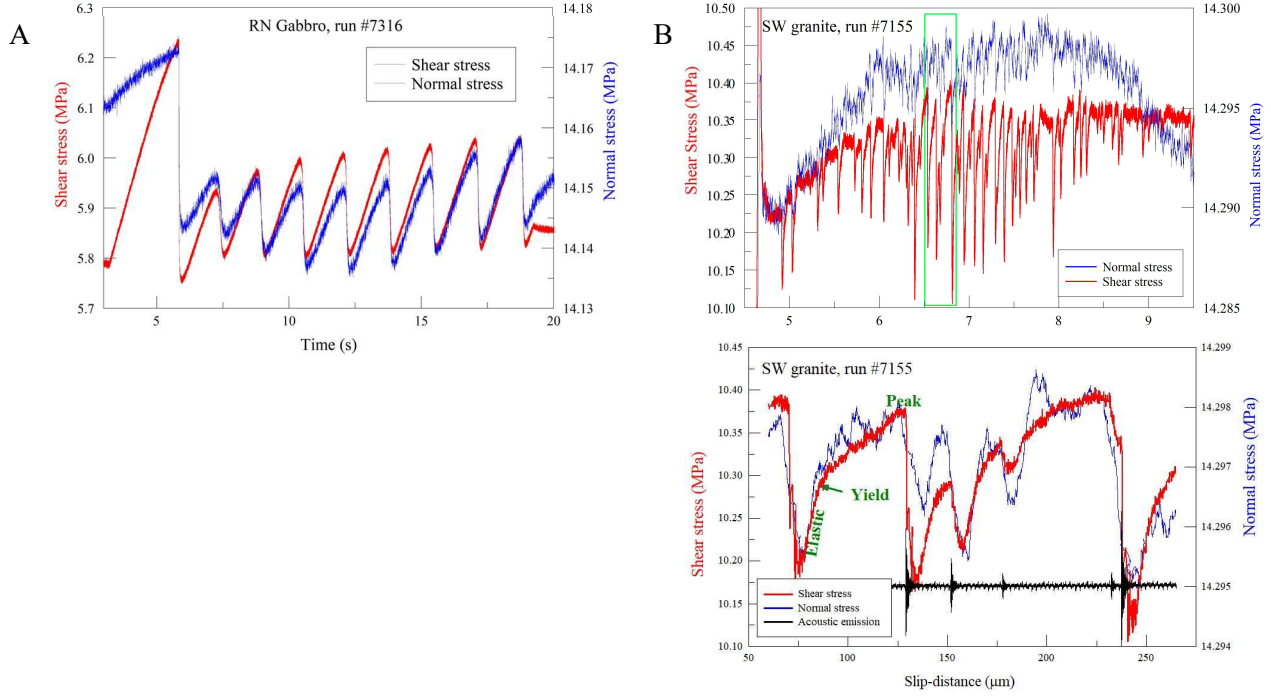 A
RN Gabbro, run #7316
Shear stress
Normal stress
Shear stress (MPa)
6.3
6.2
6.1
6.0
5.9
5.8
5.7
14.18
14.17
14.16
14.15
14.14
14.13
Normal stress (MPa)
5
10
15
20
Time (s)
B
SW granite, run #7155
Shear Stress (MPa)
10.50
10.45
10.40
10.35
10.30
10.25
10.20
10.15
10.10
14.300
14.295
14.290
14.285
Normal stress (MPa)
Normal stress
Shear stress
5
6
7
8
9
SW granite, run #7155
Shear stress (MPa)
10.45
10.40
10.35
10.30
10.25
10.20
10.15
10.10
14.299
14.298
14.297
14.296
14.295
14.294
Normal stress (MPa)
Peak
Yield
Elastic
Shear stress
Normal stress
Acoustic emission
50
100
150
200
250
Slip-distance (μm)